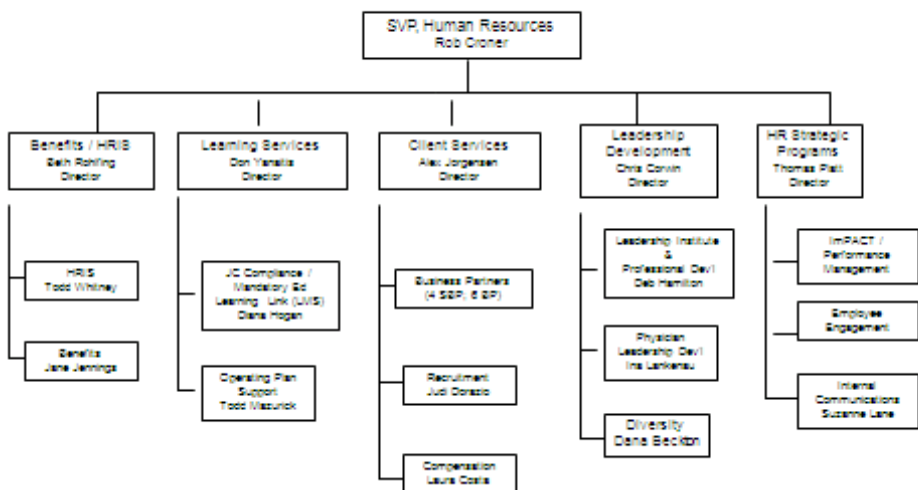 SVP, Human Resources
Rob Croner
Benefits / HRIS
Beth Rohlfing
Director
Learning Services
Don Yanaitis
Director
Client Services
Alex Jorgensen
Director
Leadership
Development
Chris Corwin
Director
HR Strategic
Programs
Thomas Platt
Director
HRIS
Todd Whitney
Benefits
Jane Jennings
JC Compliance /
Mandatory Ed
Learning Link (LMS)
Diana Hogan
Operating Plan
Support
Todd Mazurick
Business Partners
(4 SBP, 6 BP)
Recruitment
Judi Dorazio
Compensation
Laura Costa
Leadership Institute
&
Professional Dev't
Deb Hamilton
Physician
Leadership Dev't
Lankenau
Diversity
Dana Beckton
ImPACT /
Performance
Management
Employee
Engagement
Internal
Communications
Suzanne Lane